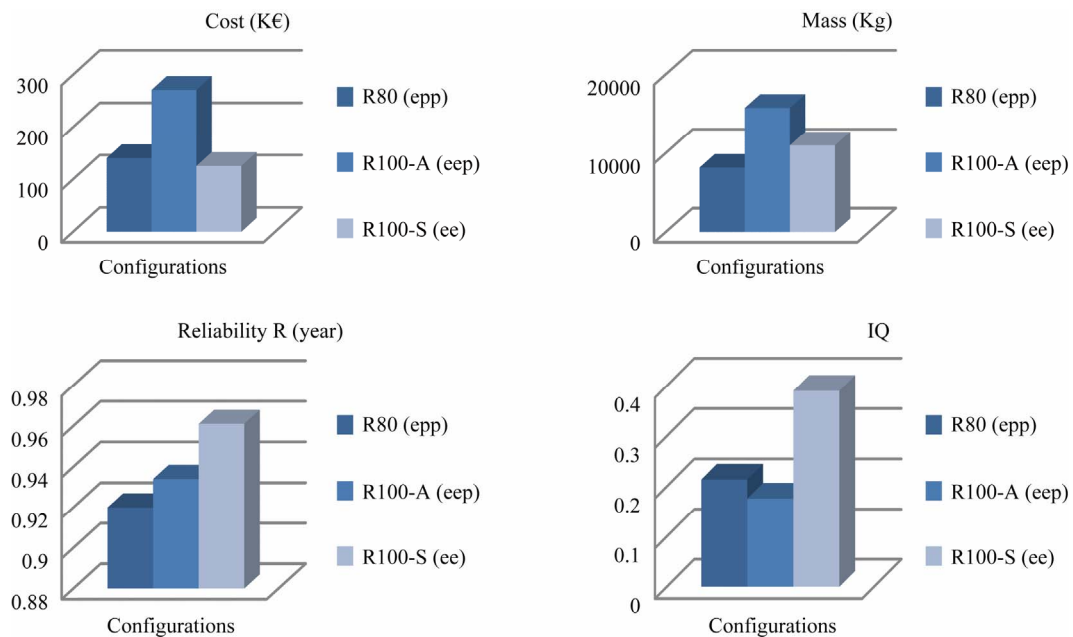 Cost (K€)
300
200
100
0
R80 (epp)
R100-A (eep)
R100-S (ee)
Configurations
Mass (Kg)
20000
10000
0
R80 (epp)
R100-A (eep)
R100-S (ee)
Configurations
Reliability R (year)
0.98
0.96
0.94
0.92
0.9
0.88
R80 (epp)
R100-A (eep)
R100-S (ee)
Configurations
IQ
0.4
0.3
0.2
0.1
0
R80 (epp)
R100-A (eep)
R100-S (ee)
Configurations